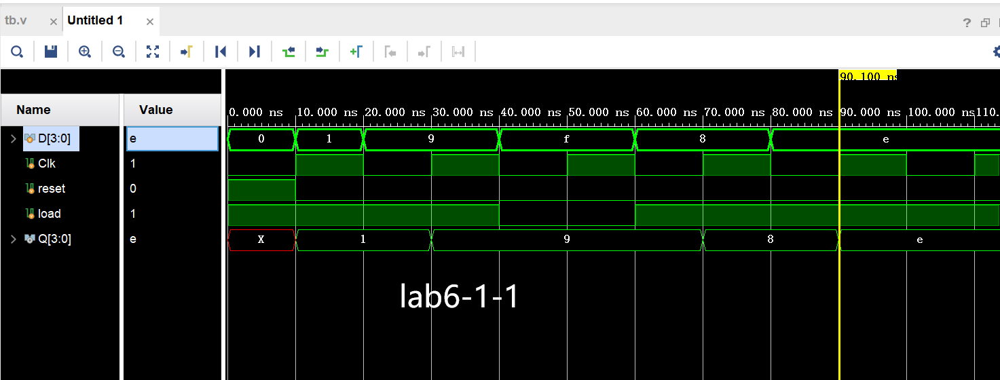 tb.v × Untitled 1 × ?
90.100 ns
Name Value
0.000 ns 10.000 ns 20.000 ns 30.000 ns 40.000 ns 50.000 ns 60.000 ns 70.000 ns 80.000 ns 90.000 ns 100.000 ns 110.
D[3:0] e 0 1 9 f 8 e
Clk 1
reset 0
load 1
Q[3:0] e X 1 9 8 e
lab6-1-1